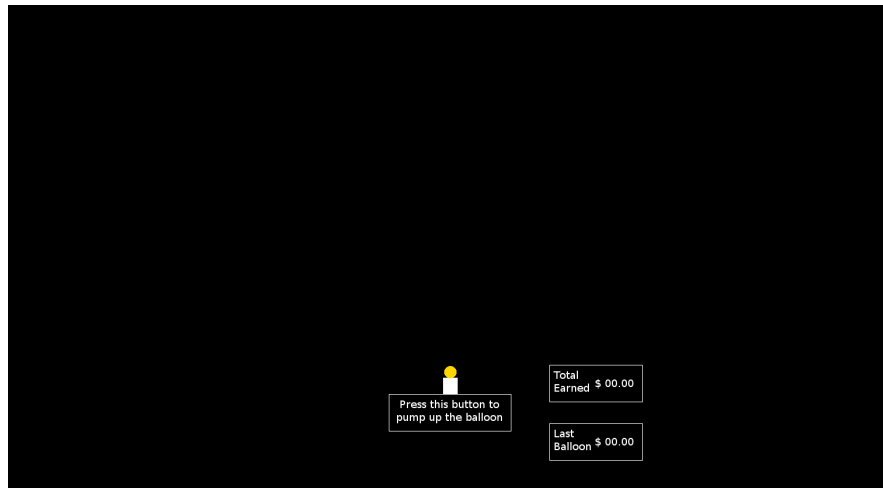 Press this button to
pump up the balloon
Total
Earned $ 00.00
Last
Balloon $ 00.00